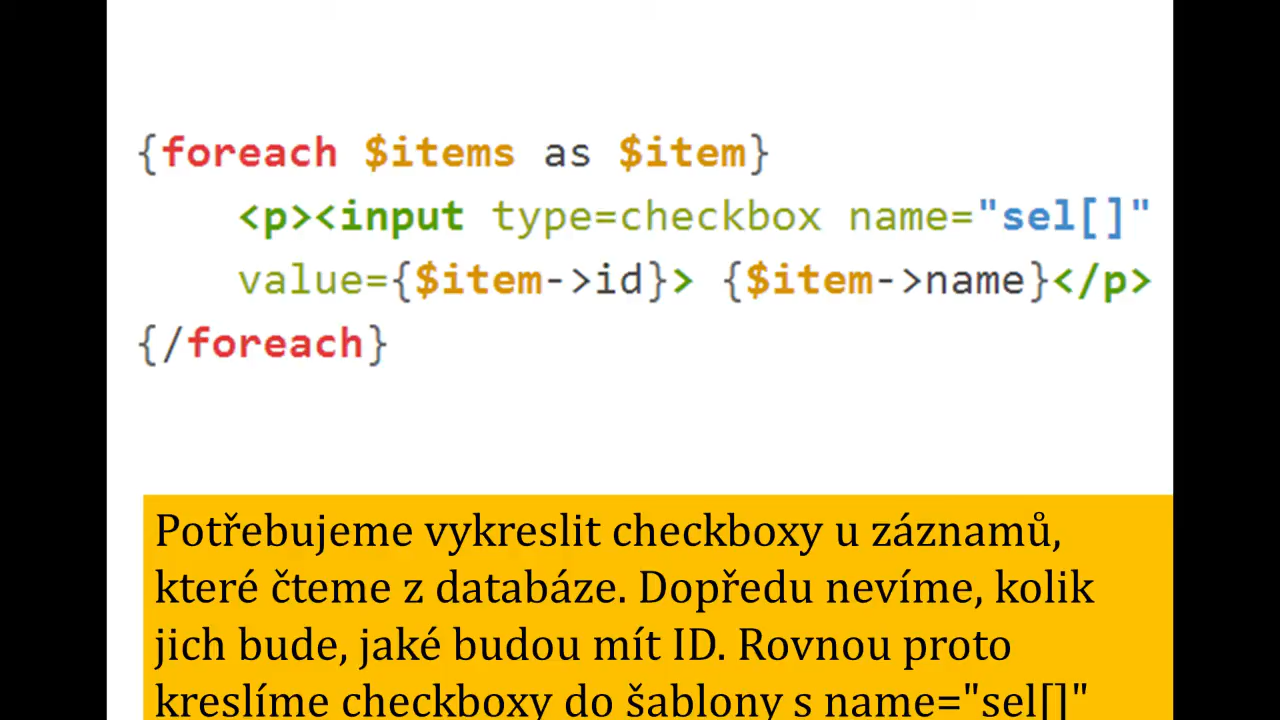 {foreach $items as $item}
<p><input type=checkbox name="sel[]"
value={$item->id}> {$item->name}</p>
{/foreach}
Potřebujeme vykreslit checkboxy u záznamů,
které čteme z databáze. Dopředu nevíme, kolik
jich bude, jaké budou mít ID. Rovnou proto
kreslíme checkboxy do šablony s name="sel[]"